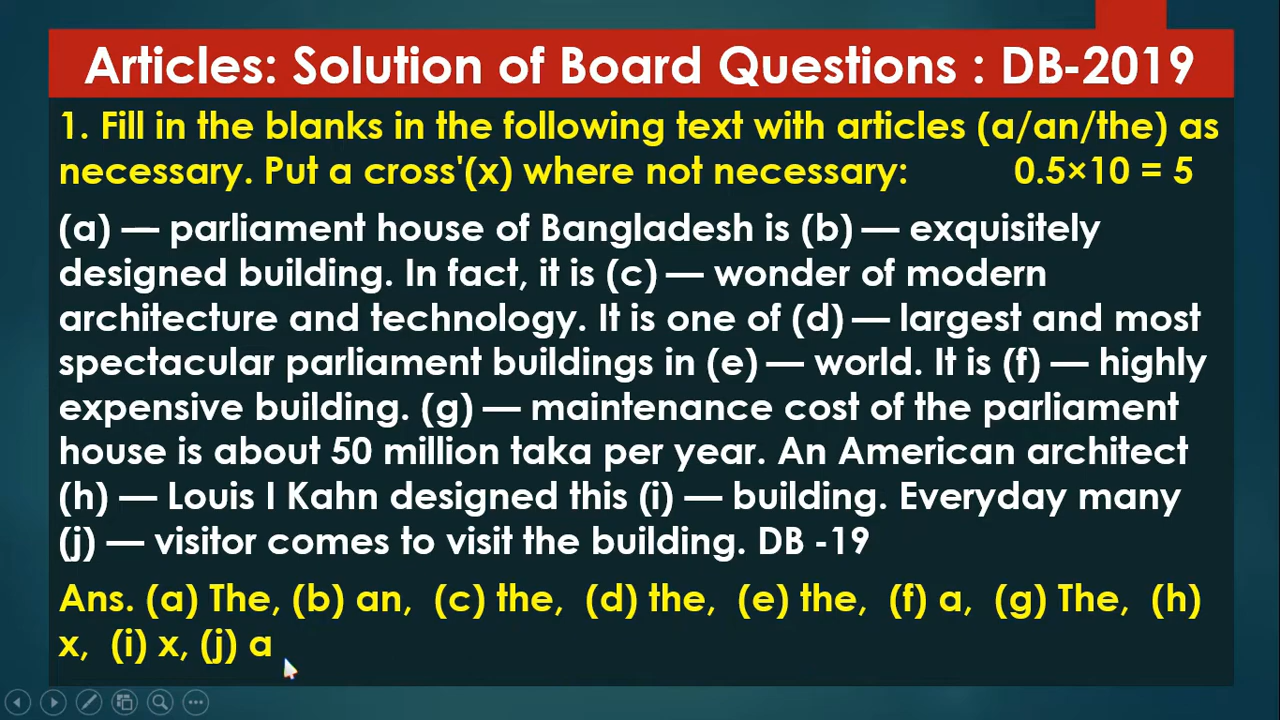 Articles: Solution of Board Questions : DB-2019
1. Fill in the blanks in the following text with articles (a/an/the) as
necessary. Put a cross'(x) where not necessary: 0.5×10 = 5
(a) — parliament house of Bangladesh is (b) — exquisitely
designed building. In fact, it is (c) — wonder of modern
architecture and technology. It is one of (d) — largest and most
spectacular parliament buildings in (e) — world. It is (f) — highly
expensive building. (g) — maintenance cost of the parliament
house is about 50 million taka per year. An American architect
(h) — Louis I Kahn designed this (i) — building. Everyday many
(j) — visitor comes to visit the building. DB -19
Ans. (a) The, (b) an, (c) the, (d) the, (e) the, (f) a, (g) The, (h)
x, (i) x, (j) a